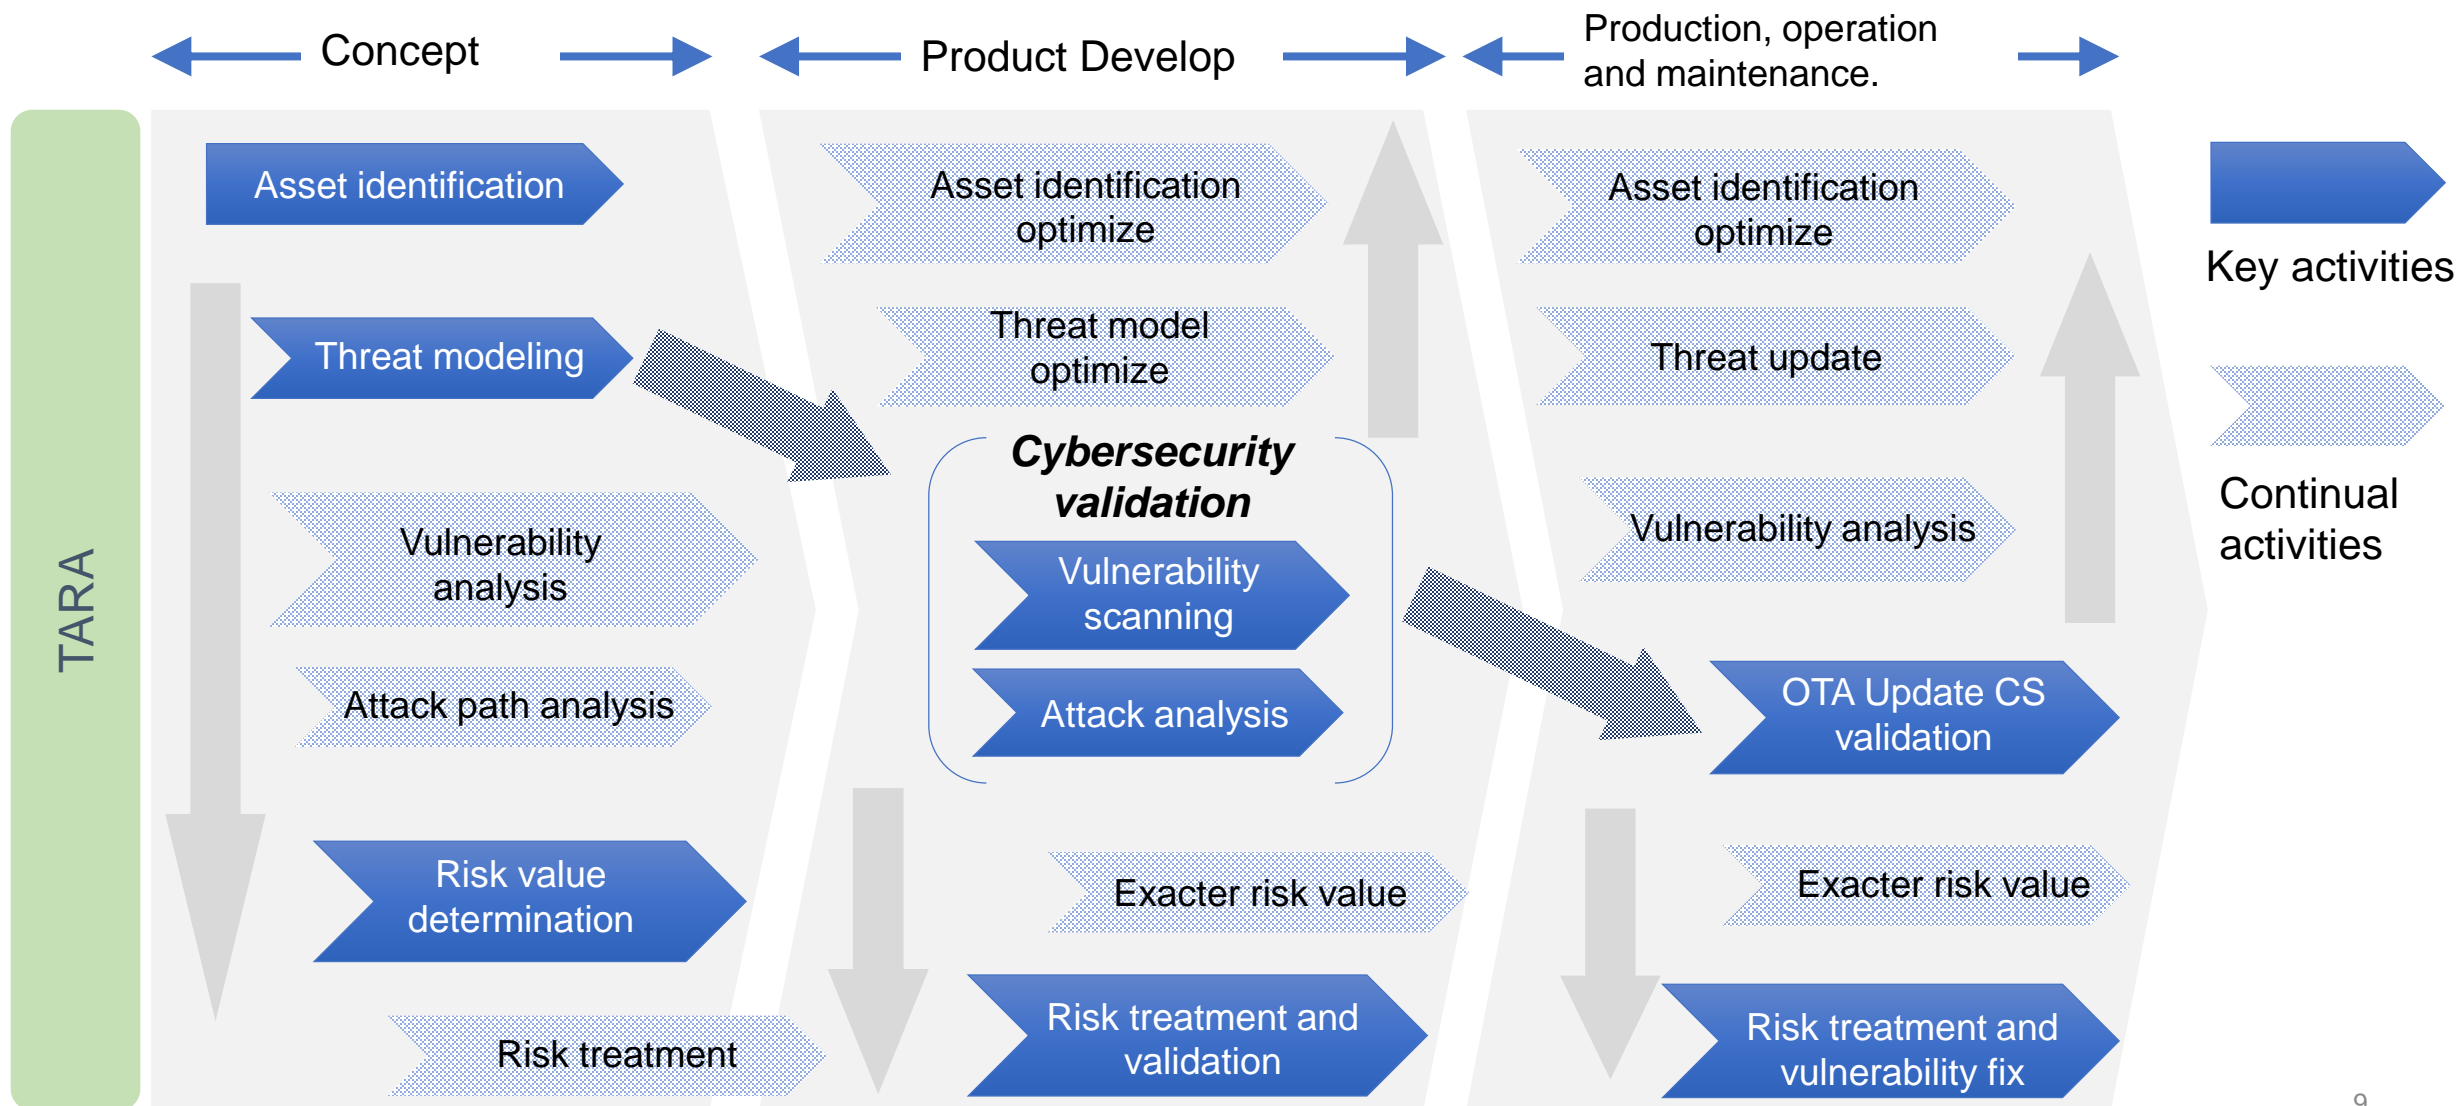 Concept
Product Develop
Production, operation
and maintenance.
TARA
Asset identification
Threat modeling
Vulnerability
analysis
Attack path analysis
Risk value
determination
Risk treatment
Asset identification
optimize
Threat model
optimize
Cybersecurity
validation
Vulnerability
scanning
Attack analysis
Exacter risk value
Risk treatment and
validation
Asset identification
optimize
Threat update
Vulnerability analysis
OTA Update CS
validation
Exacter risk value
Risk treatment and
vulnerability fix
Key activities
Continual
activities
9